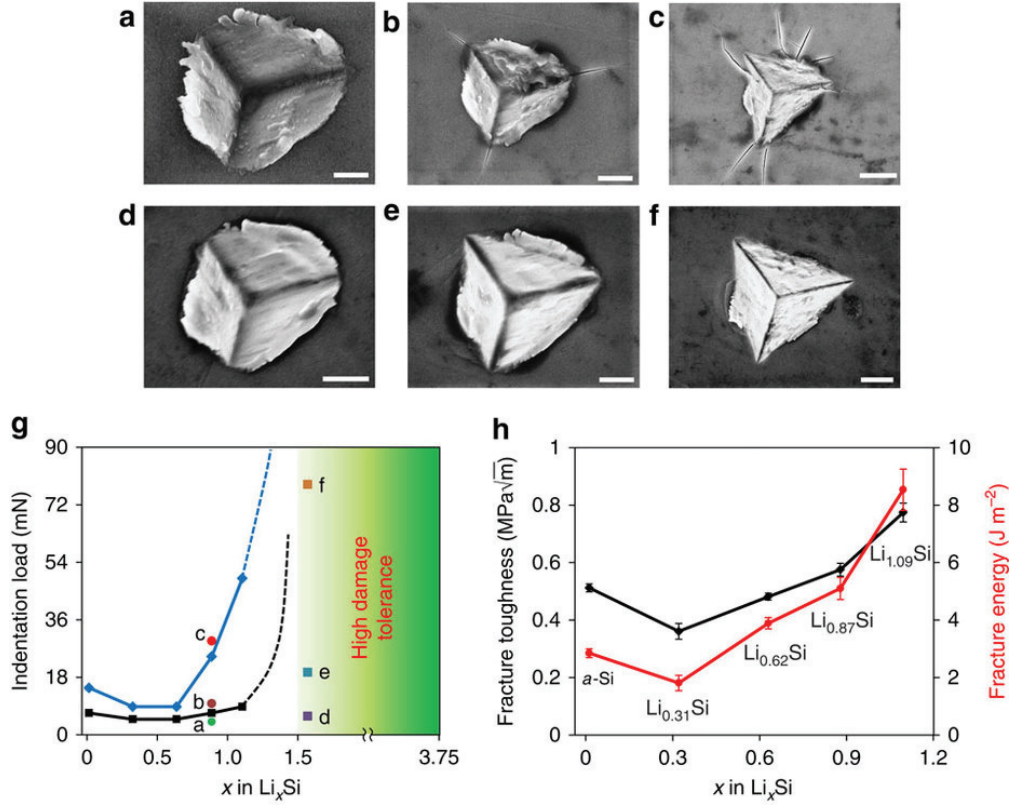 a
b
c
d
e
f
g
90
72
54
36
18
0
Indentation load (mN)
c
b
a
f
e
d
High damage
tolerance
0
0.5
1.0
1.5
3.75
x in LiₓSi
h
1
0.8
0.6
0.4
0.2
0
Fracture toughness (MPa√m)
10
8
6
4
2
0
Fracture energy (J m⁻²)
a-Si
Li₀.₃₁Si
Li₀.₆₂Si
Li₀.₈₇Si
Li₁.₀₉Si
0
0.3
0.6
0.9
1.2
x in LiₓSi